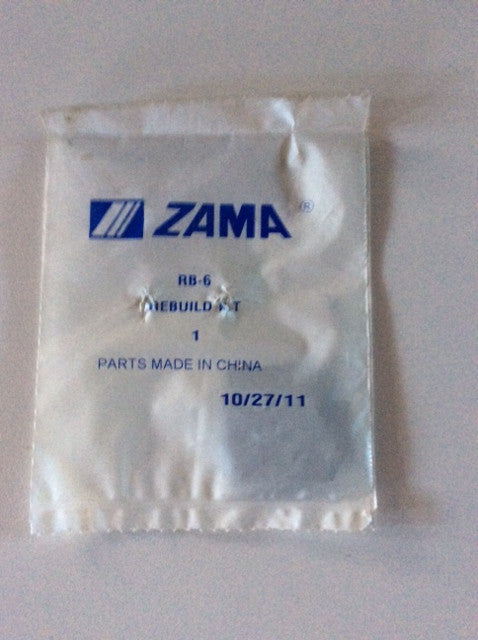 ZAMA®
RB-6
REBUILD KIT
1
PARTS MADE IN CHINA
10/27/11